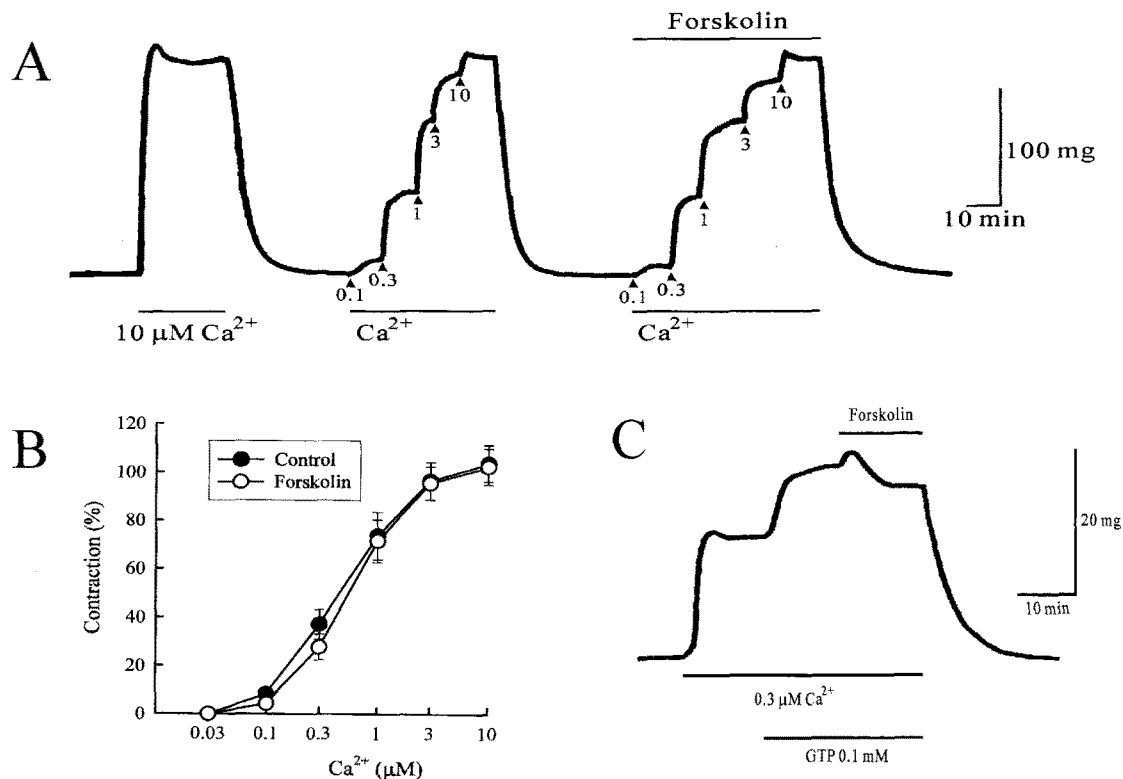 Forskolin
A
10
3
1
0.3
0.1
10
3
1
0.3
0.1
100 mg
10 min
10 μM Ca²⁺
Ca²⁺
Ca²⁺
B
120
100
80
60
40
20
0
Contraction (%)
Control
Forskolin
0.03 0.1 0.3 1 3 10
Ca²⁺ (μM)
C
Forskolin
20 mg
10 min
0.3 μM Ca²⁺
GTP 0.1 mM